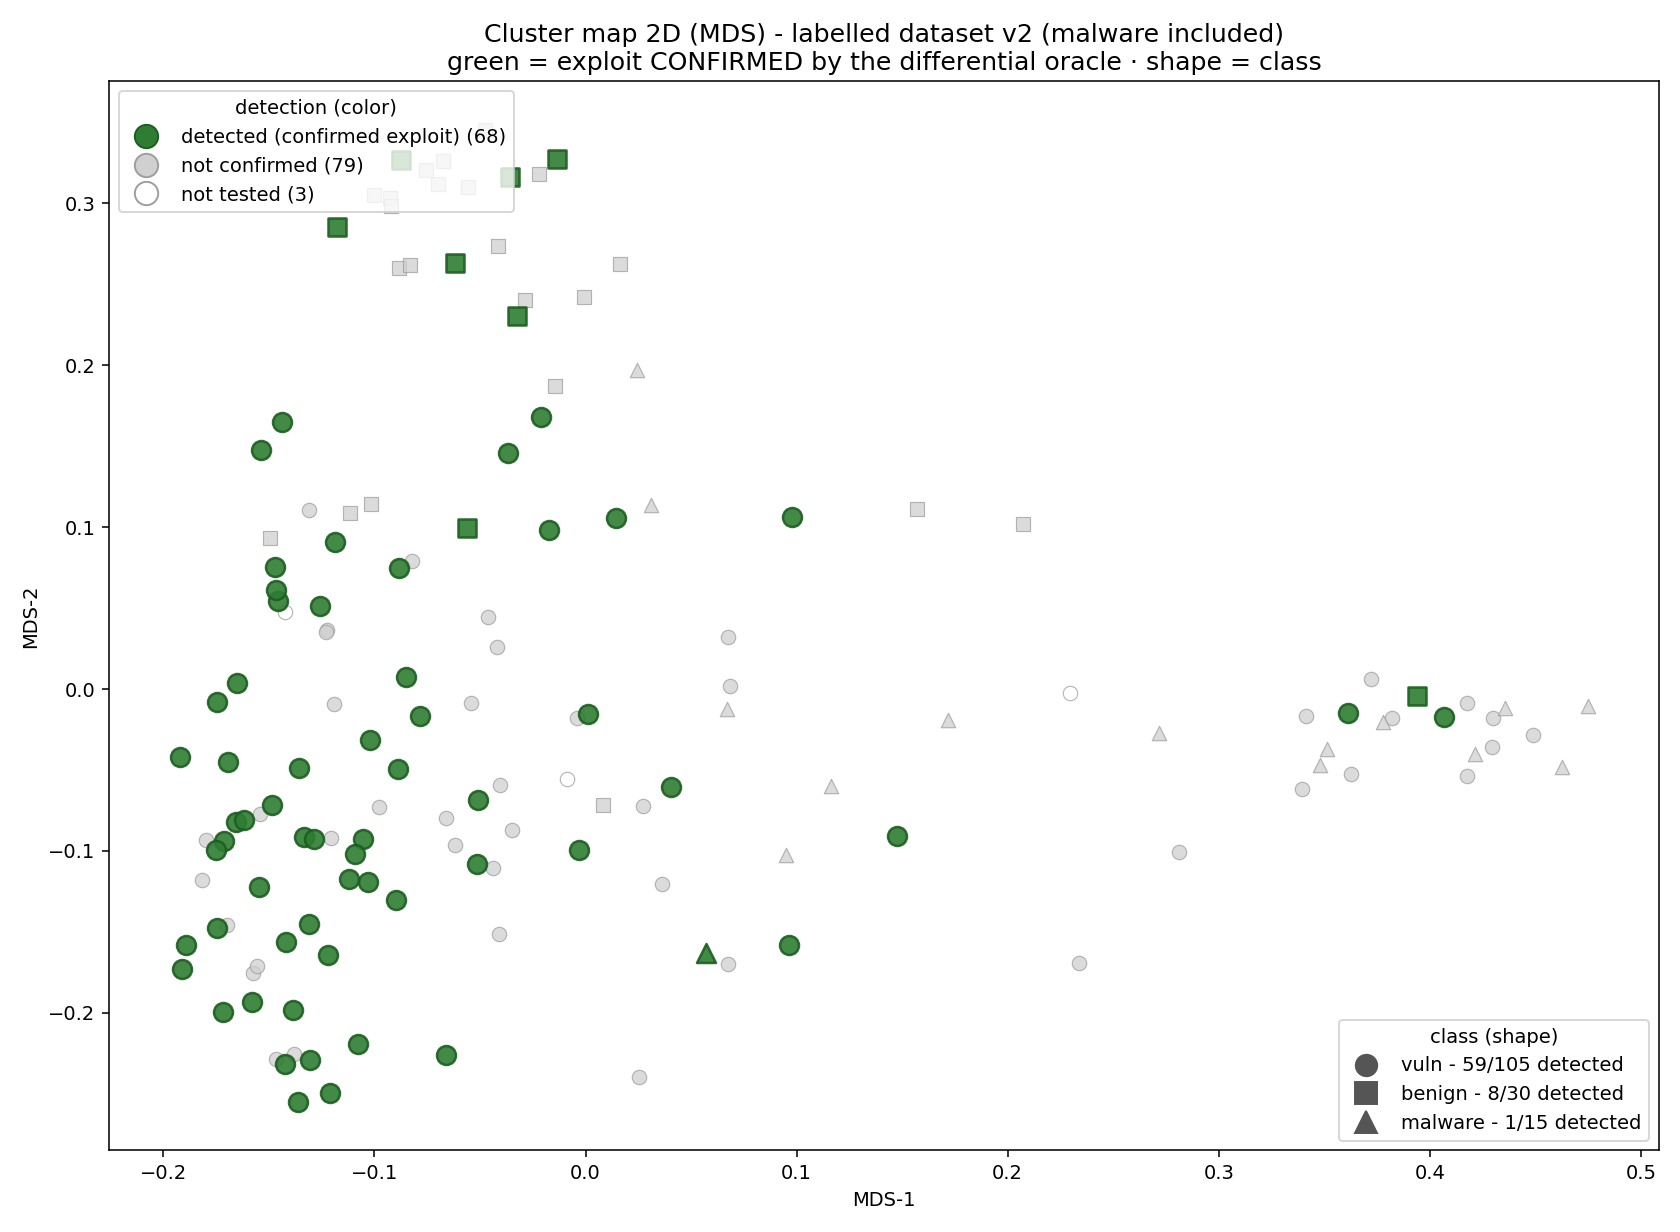 Cluster map 2D (MDS) - labelled dataset v2 (malware included)
green = exploit CONFIRMED by the differential oracle · shape = class
detection (color)
detected (confirmed exploit) (68)
not confirmed (79)
not tested (3)
0.3
0.2
0.1
0.0
−0.1
−0.2
MDS-2
class (shape)
vuln - 59/105 detected
benign - 8/30 detected
malware - 1/15 detected
−0.2
−0.1
0.0
0.1
0.2
0.3
0.4
0.5
MDS-1